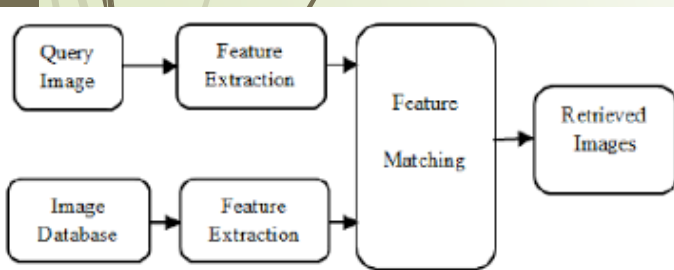 Query
Image
Feature
Extraction
Feature
Matching
Retrieved
Images
Image
Database
Feature
Extraction